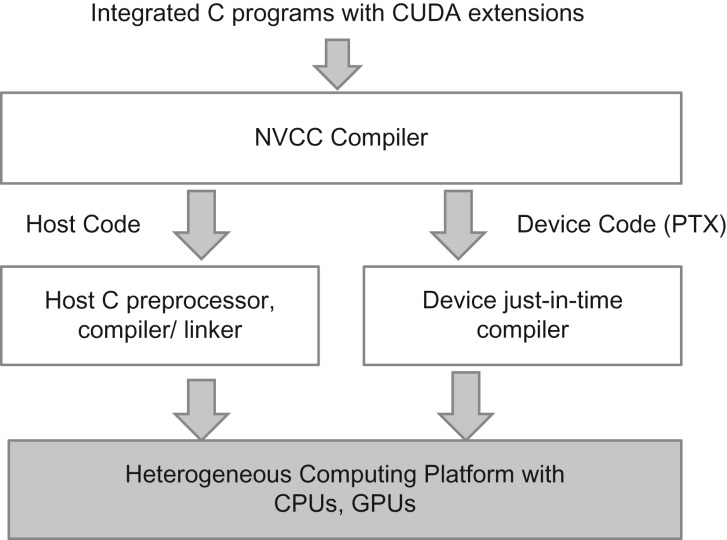 Integrated C programs with CUDA extensions
NVCC Compiler
Host Code
Device Code (PTX)
Host C preprocessor,
compiler/ linker
Device just-in-time
compiler
Heterogeneous Computing Platform with
CPUs, GPUs